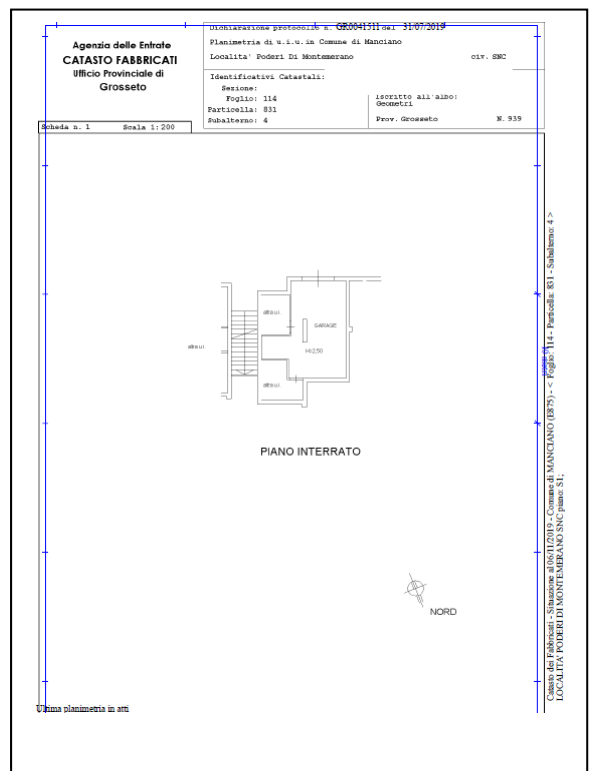 Dichiarazione protocollo n. GR0041511 del 31/07/2019
Agenzia delle Entrate
CATASTO FABBRICATI
Ufficio Provinciale di
Grosseto
Planimetria di u.i.u. in Comune di Manciano
Localita' Poderi Di Montemerano civ. SNC
Identificativi Catastali:
Sezione:
Foglio: 114
Particella: 831
Subalterno: 4
Iscritto all'albo:
Geometri
Prov. Grosseto N. 939
Scheda n. 1 Scala 1:200
altra u.i.
GARAGE
altra u.i.
H=2,50
altra u.i.
PIANO INTERRATO
NORD
Ultima planimetria in atti
Catasto dei Fabbricati - Situazione al 06/11/2019 - Comune di MANCIANO (E875) - < Foglio: 114 - Particella: 831 - Subalterno: 4 >
LOCALITA' PODERI DI MONTEMERANO SNC piano: S1;